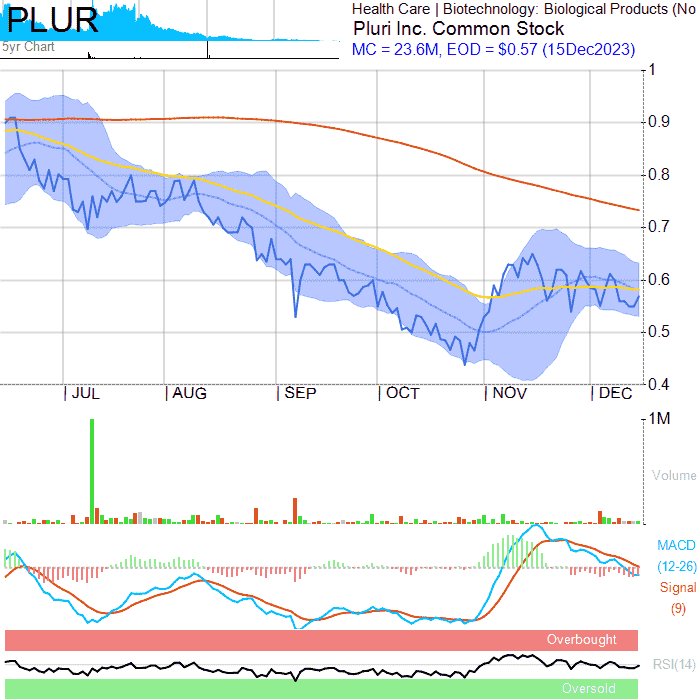 PLUR
Health Care | Biotechnology: Biological Products (No
Pluri Inc. Common Stock
MC = 23.6M, EOD = $0.57 (15Dec2023)
5yr Chart
1
0.9
0.8
0.7
0.6
0.5
0.4
JUL AUG SEP OCT NOV DEC
1M
Volume
MACD
(12-26)
Signal
(9)
Overbought
RSI(14)
Oversold